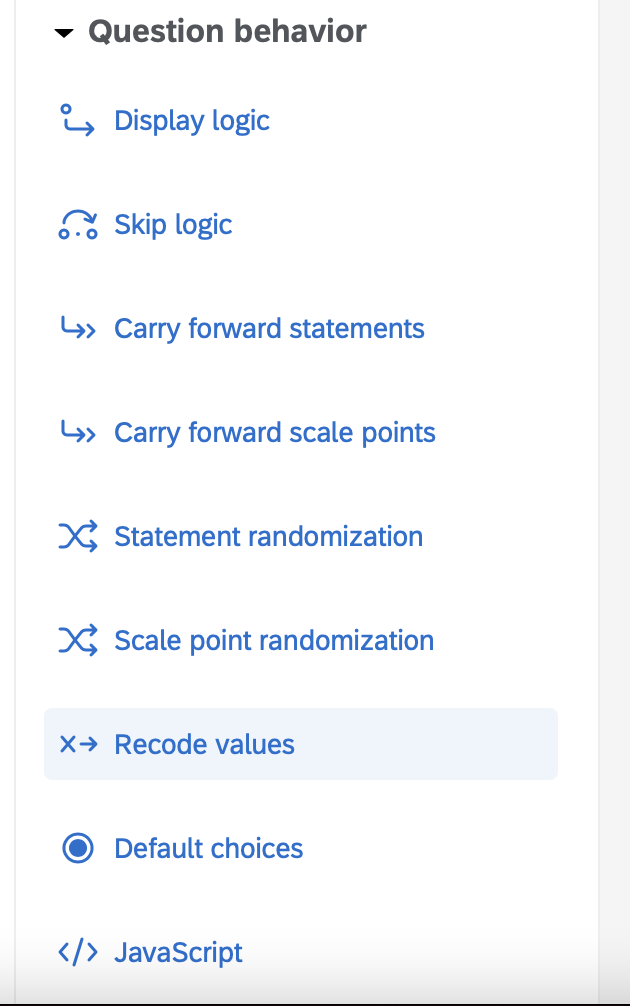 Question behavior
Display logic
Skip logic
Carry forward statements
Carry forward scale points
Statement randomization
Scale point randomization
Recode values
Default choices
JavaScript